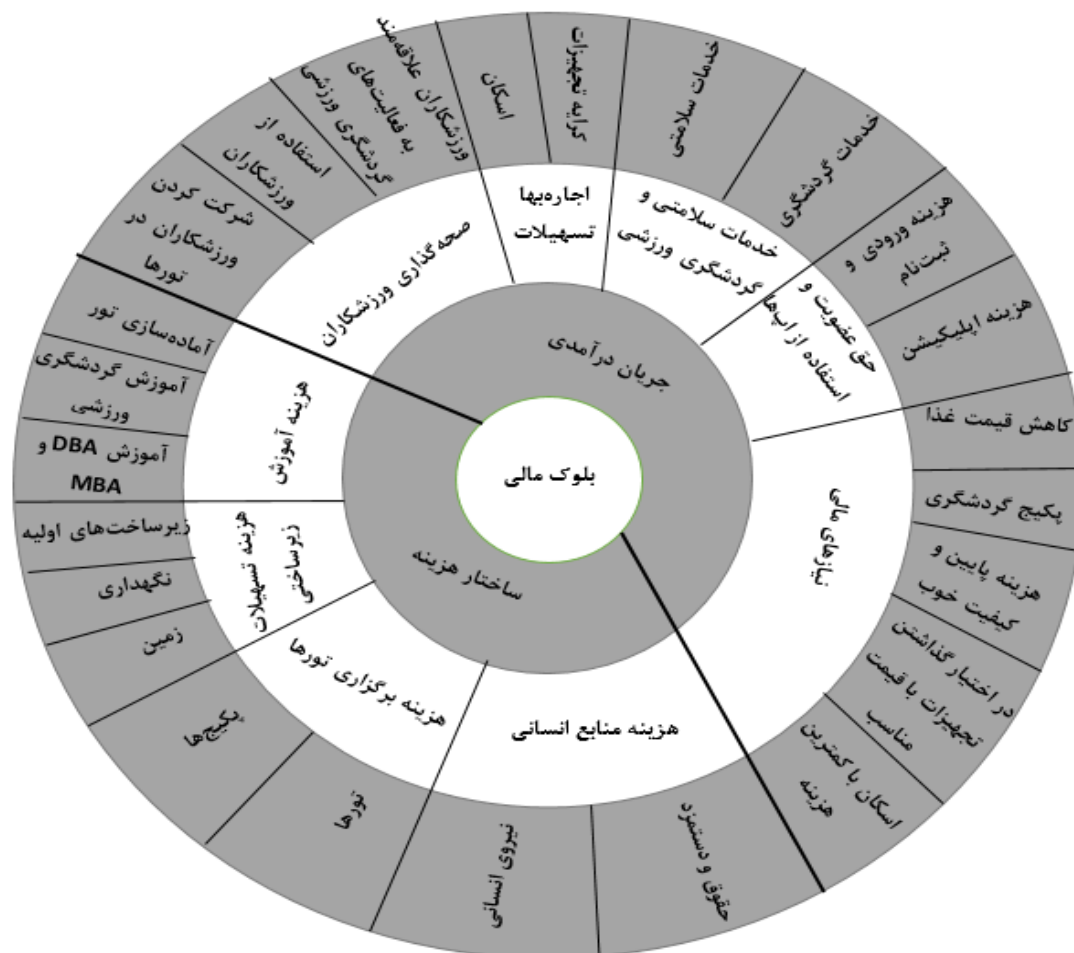 بلوک مالی
جریان درآمدی
ساختار هزینه
صحه‌گذاری ورزشکاران
اجاره‌بها
تسهیلات
خدمات سلامتی و
گردشگری ورزشی
حق عضویت و
استفاده از اپ‌ها
نیازهای مالی
هزینه منابع انسانی
هزینه برگزاری تورها
هزینه تسهیلات
زیرساختی
هزینه آموزش
شرکت کردن
ورزشکاران در
تورها
استفاده از
ورزشکاران
ورزشکاران علاقه‌مند
به فعالیت‌های
گردشگری ورزشی
اسکان
کرایه تجهیزات
خدمات سلامتی
خدمات گردشگری
هزینه ورودی و
ثبت‌نام
هزینه اپلیکیشن
کاهش قیمت غذا
پکیج گردشگری
هزینه پایین و
کیفیت خوب
در اختیار گذاشتن
تجهیزات با قیمت
مناسب
اسکان با کمترین
هزینه
حقوق و دستمزد
نیروی انسانی
تورها
پکیج‌ها
زمین
نگهداری
زیرساخت‌های اولیه
آموزش DBA و
MBA
آموزش گردشگری
ورزشی
آماده‌سازی تور